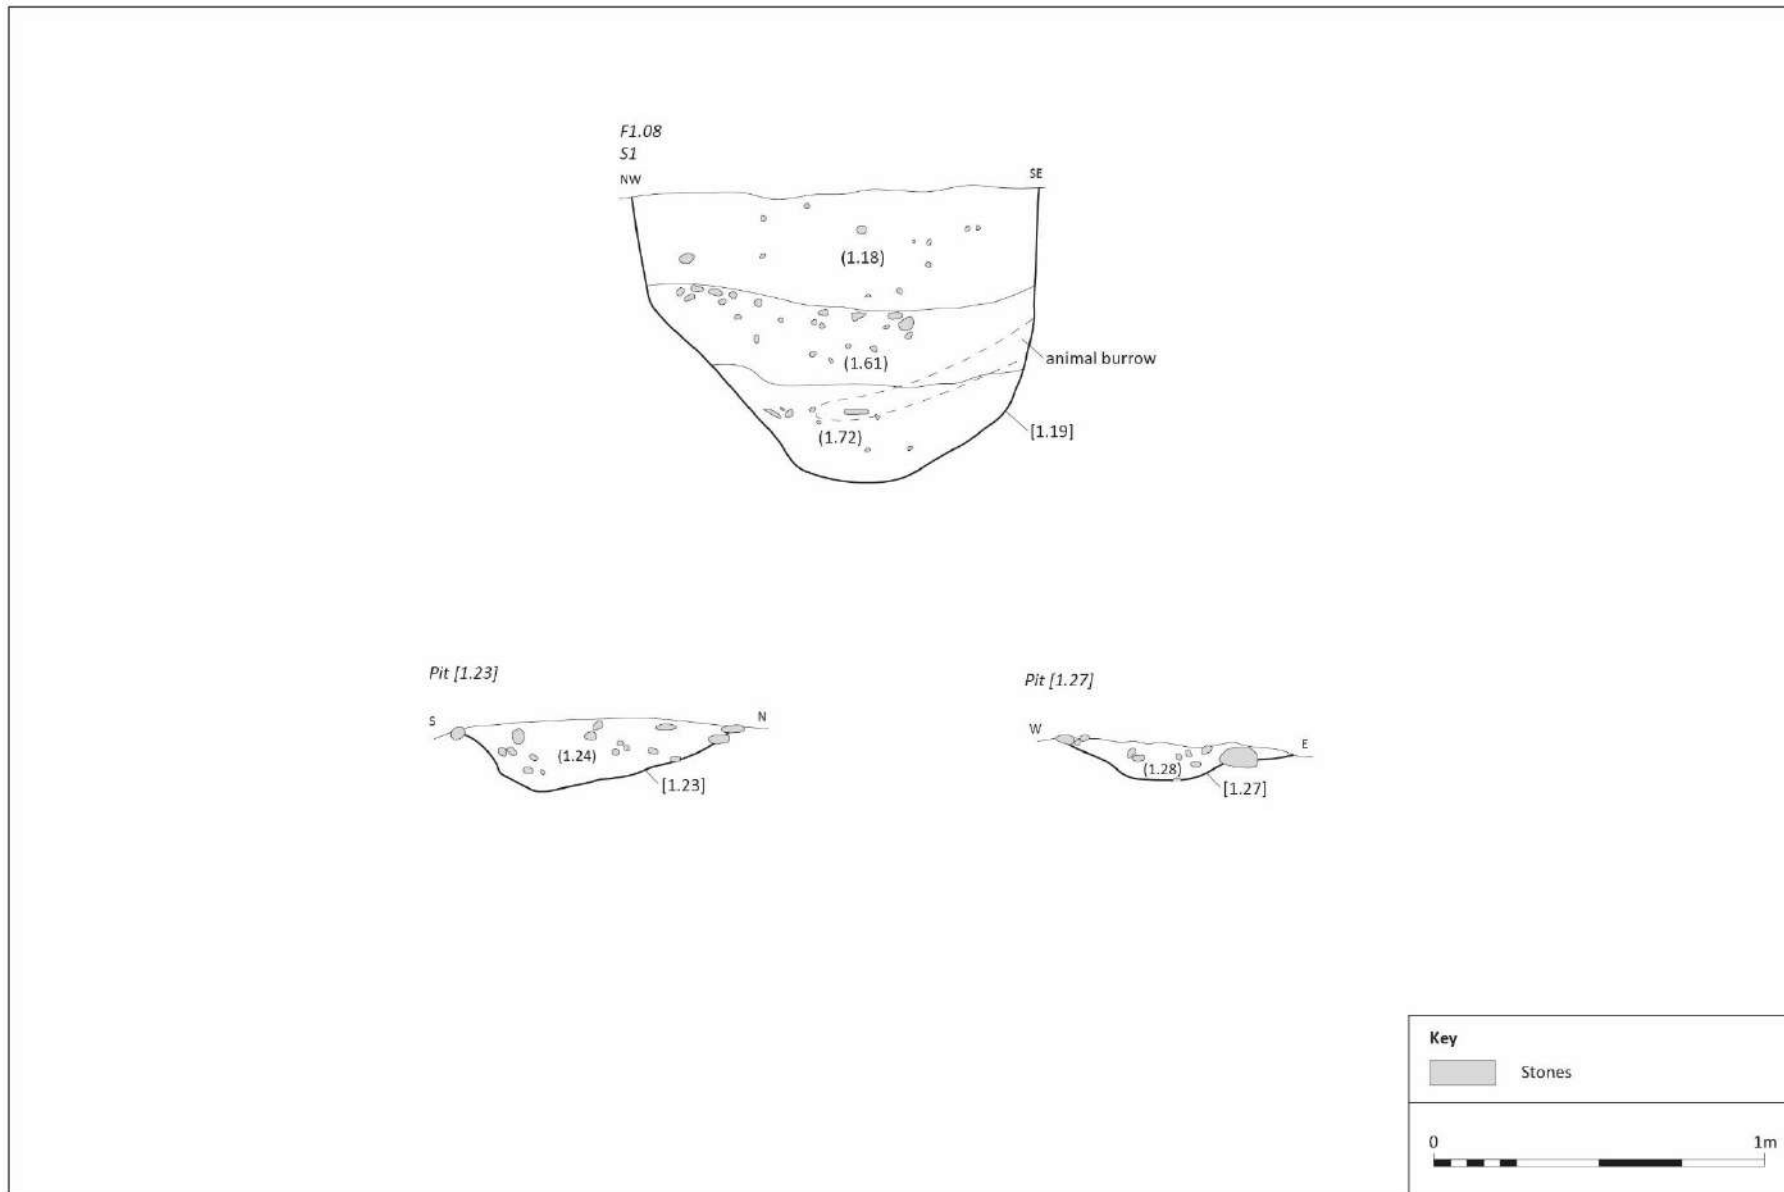 F1.08
S1
NW
SE
(1.18)
(1.61)
animal burrow
(1.72)
[1.19]
Pit [1.23]
S
N
(1.24)
[1.23]
Pit [1.27]
W
E
(1.28)
[1.27]
Key
Stones
0 1m